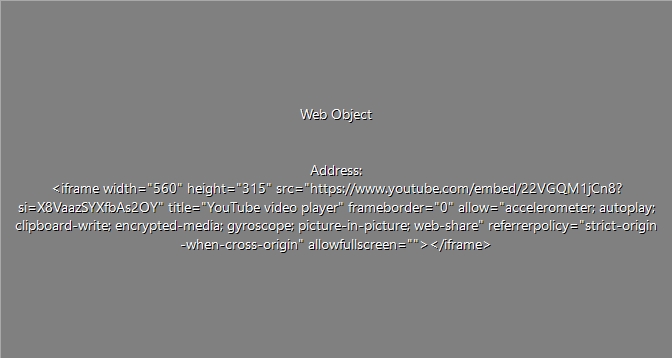 Web Object
Address:
<iframe width="560" height="315" src="https://www.youtube.com/embed/22VGQM1jCn8?
si=X8VaazSYXfbAs2OY" title="YouTube video player" frameborder="0" allow="accelerometer; autoplay;
clipboard-write; encrypted-media; gyroscope; picture-in-picture; web-share" referrerpolicy="strict-origin
-when-cross-origin" allowfullscreen=""></iframe>